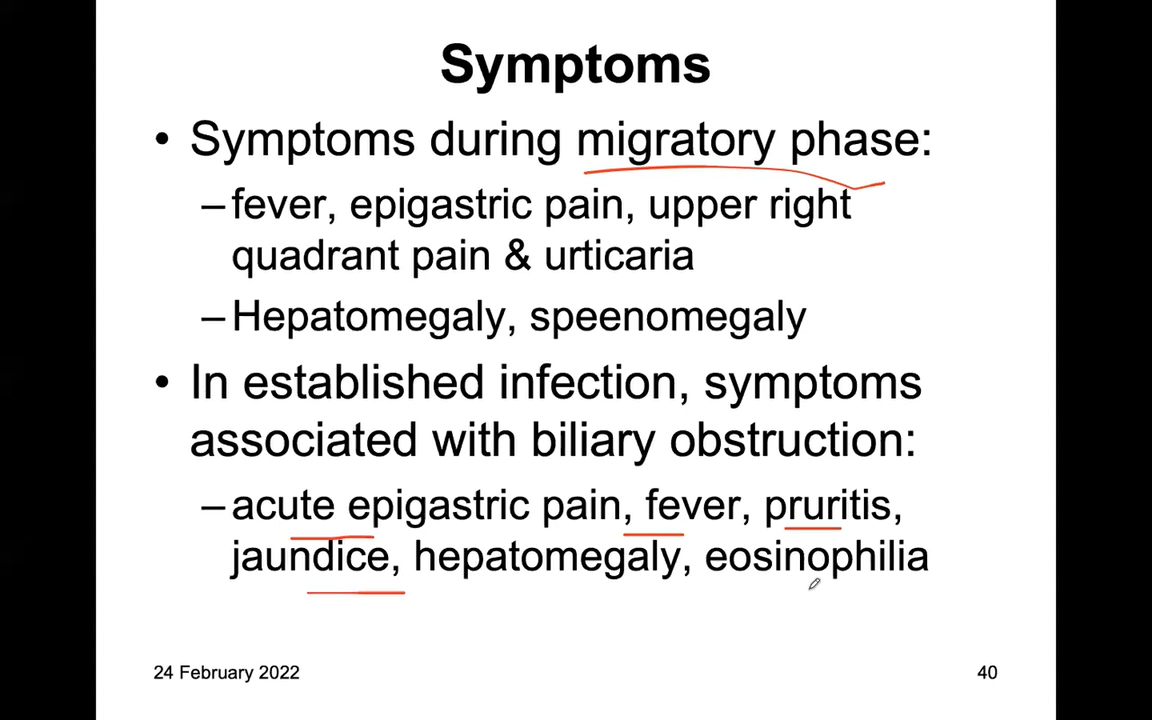 Symptoms
• Symptoms during migratory phase:
–fever, epigastric pain, upper right
quadrant pain & urticaria
–Hepatomegaly, speenomegaly
• In established infection, symptoms
associated with biliary obstruction:
–acute epigastric pain, fever, pruritis,
jaundice, hepatomegaly, eosinophilia
24 February 2022
40